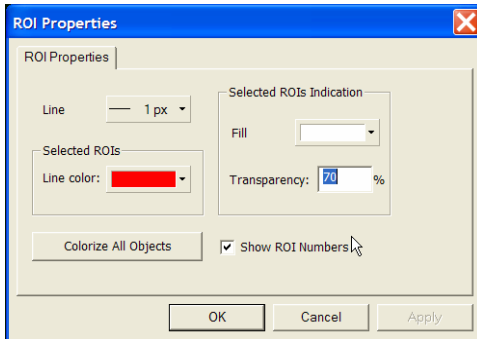 ROI Properties
ROI Properties
Line 1 px
Selected ROIs
Line color:
Selected ROIs Indication
Fill
Transparency: 70 %
Colorize All Objects
Show ROI Numbers
OK Cancel Apply